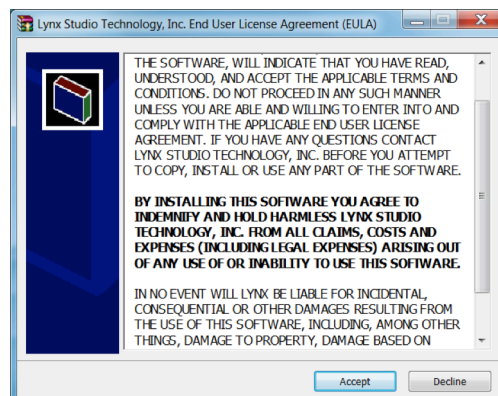 Lynx Studio Technology, Inc. End User License Agreement (EULA)
THE SOFTWARE, WILL INDICATE THAT YOU HAVE READ,
UNDERSTOOD, AND ACCEPT THE APPLICABLE TERMS AND
CONDITIONS. DO NOT PROCEED IN ANY SUCH MANNER
UNLESS YOU ARE ABLE AND WILLING TO ENTER INTO AND
COMPLY WITH THE APPLICABLE END USER LICENSE
AGREEMENT. IF YOU HAVE ANY QUESTIONS CONTACT
LYNX STUDIO TECHNOLOGY, INC. BEFORE YOU ATTEMPT
TO COPY, INSTALL OR USE ANY PART OF THE SOFTWARE.
BY INSTALLING THIS SOFTWARE YOU AGREE TO
INDEMNIFY AND HOLD HARMLESS LYNX STUDIO
TECHNOLOGY, INC. FROM ALL CLAIMS, COSTS AND
EXPENSES (INCLUDING LEGAL EXPENSES) ARISING OUT
OF ANY USE OF OR INABILITY TO USE THIS SOFTWARE.
IN NO EVENT WILL LYNX BE LIABLE FOR INCIDENTAL,
CONSEQUENTIAL OR OTHER DAMAGES RESULTING FROM
THE USE OF THIS SOFTWARE, INCLUDING, AMONG OTHER
THINGS, DAMAGE TO PROPERTY, DAMAGE BASED ON
Accept
Decline